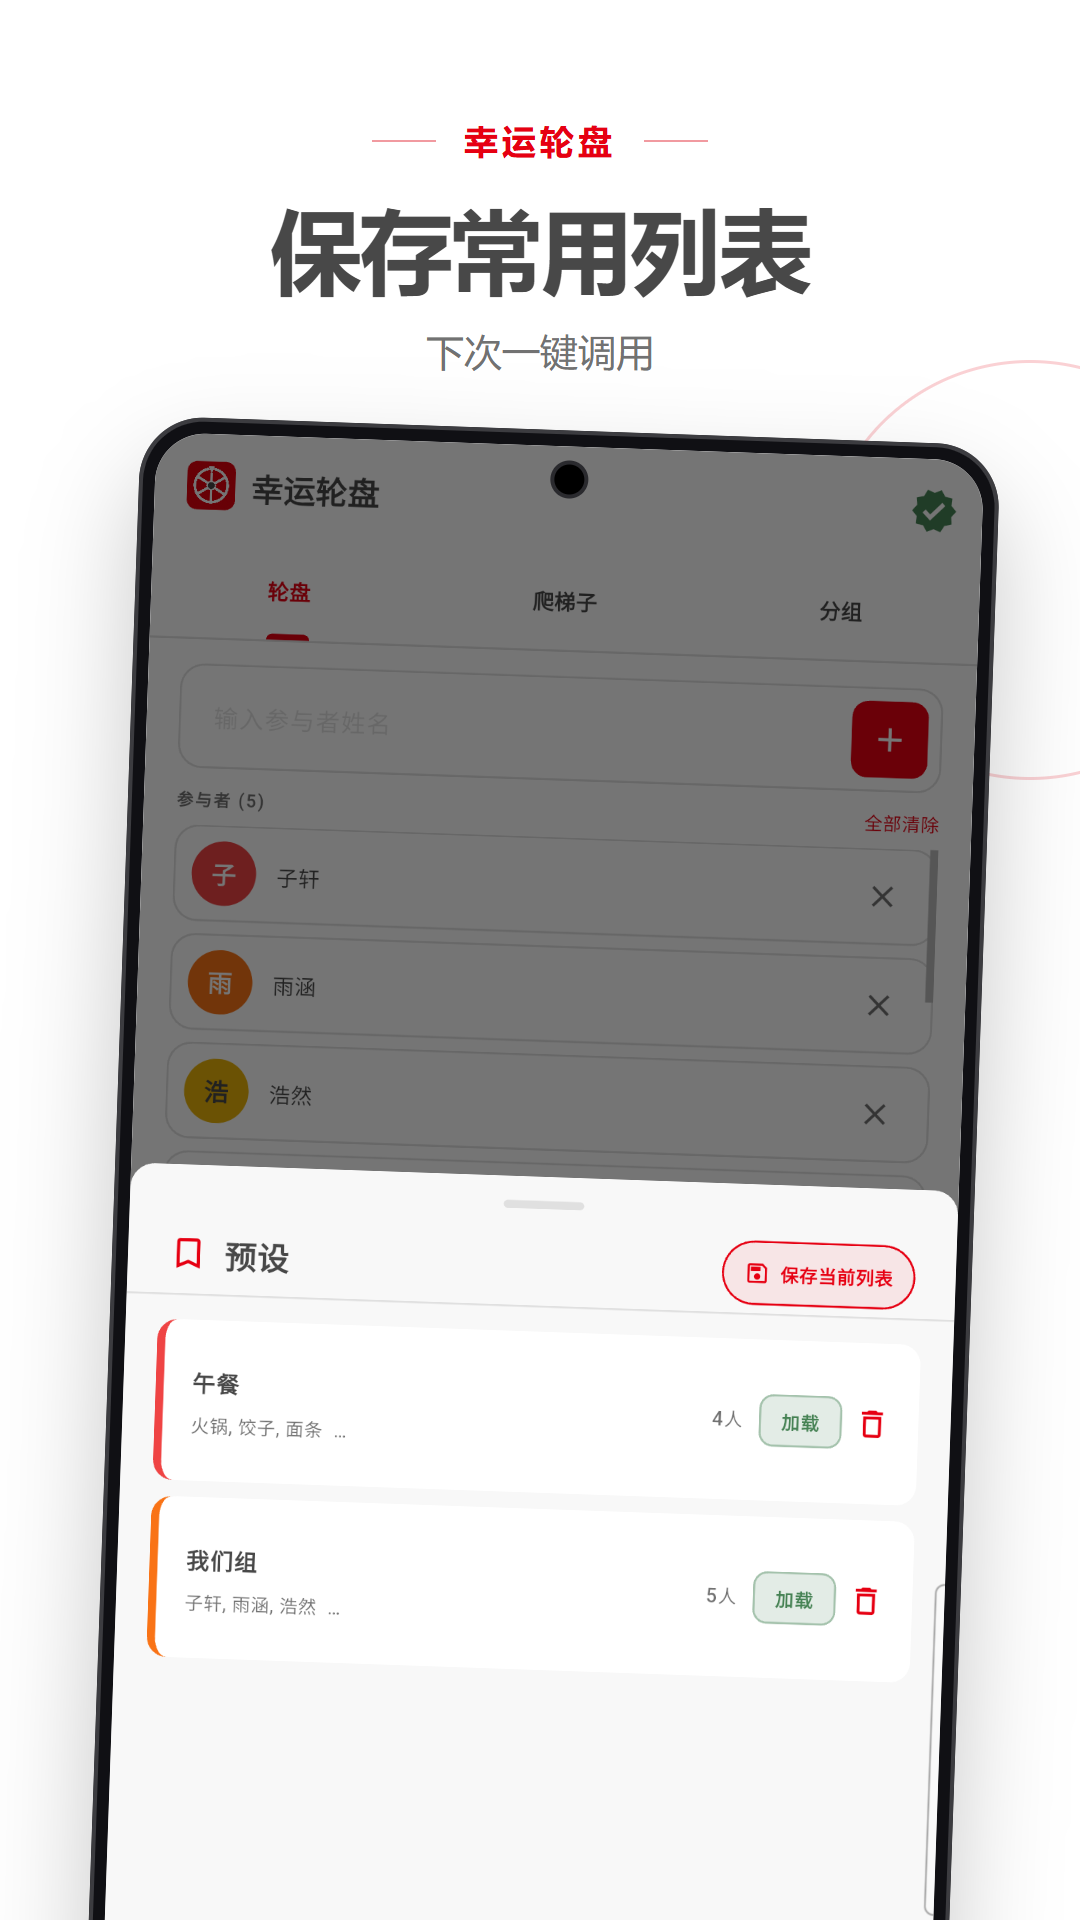 幸运轮盘
保存常用列表
下次一键调用
幸运轮盘
轮盘 爬梯子 分组
输入参与者姓名
参与者 (5)
全部清除
子 子轩
雨 雨涵
浩 浩然
预设
保存当前列表
午餐
火锅, 饺子, 面条 ...
4人 加载
我们组
子轩, 雨涵, 浩然 ...
5人 加载